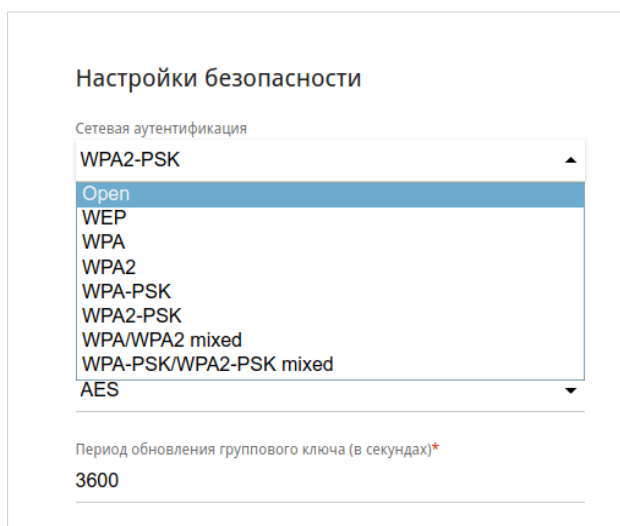 Настройки безопасности
Сетевая аутентификация
WPA2-PSK
Open
WEP
WPA
WPA2
WPA-PSK
WPA2-PSK
WPA/WPA2 mixed
WPA-PSK/WPA2-PSK mixed
AES
Период обновления группового ключа (в секундах)*
3600